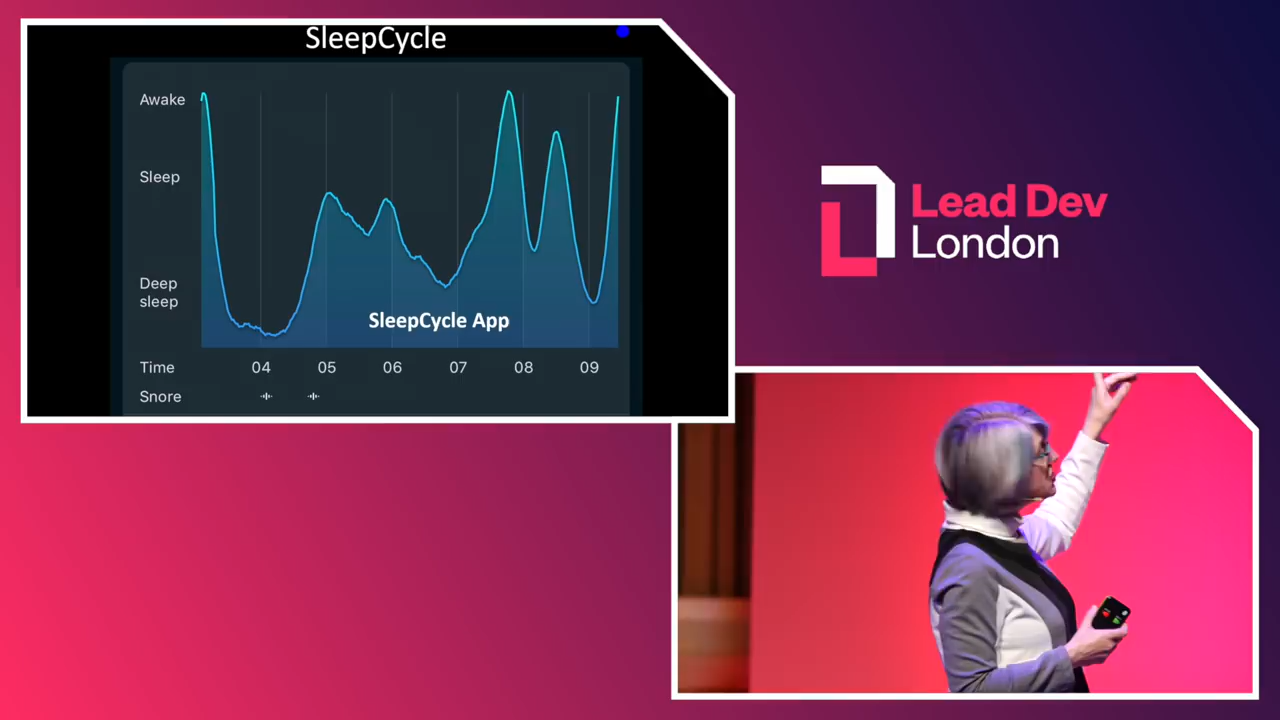 SleepCycle
Awake
Sleep
Deep
sleep
SleepCycle App
Time 04 05 06 07 08 09
Snore
Lead Dev
London